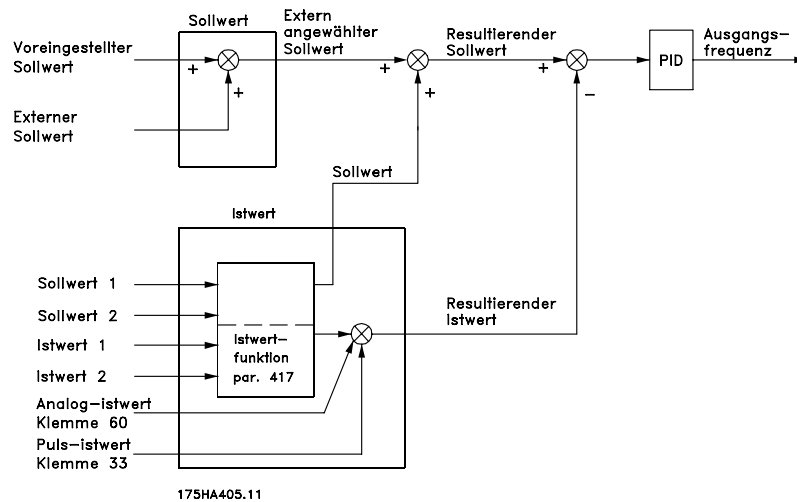 Sollwert
Voreingestellter
Sollwert
+
+
Externer
Sollwert
Extern
angewählter
Sollwert
+
+
Resultierender
Sollwert
+
−
PID
Ausgangs−
frequenz
Sollwert
Istwert
Sollwert 1
Sollwert 2
Istwert 1
Istwert 2
Istwert−
funktion
par. 417
Analog−istwert
Klemme 60
Puls−istwert
Klemme 33
Resultierender
Istwert
175HA405.11